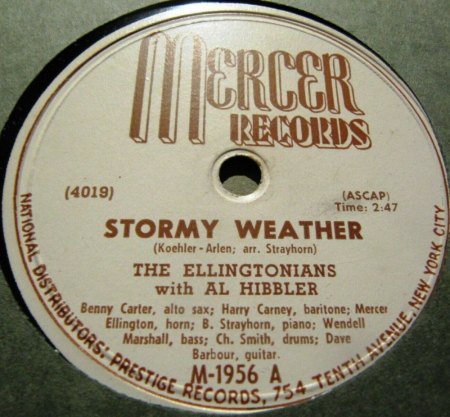 MERCER
RECORDS
(4019)
(ASCAP)
Time: 2:47
STORMY WEATHER
(Koehler - Arlen; arr. Strayhorn)
THE ELLINGTONIANS
with AL HIBBLER
Benny Carter, alto sax; Harry Carney, baritone; Mercer
Ellington, horn; B. Strayhorn, piano; Wendell
Marshall, bass; Ch. Smith, drums; Dave
Barbour, guitar.
M-1956 A
NATIONAL DISTRIBUTORS: PRESTIGE RECORDS, 754 TENTH AVENUE, NEW YORK CITY